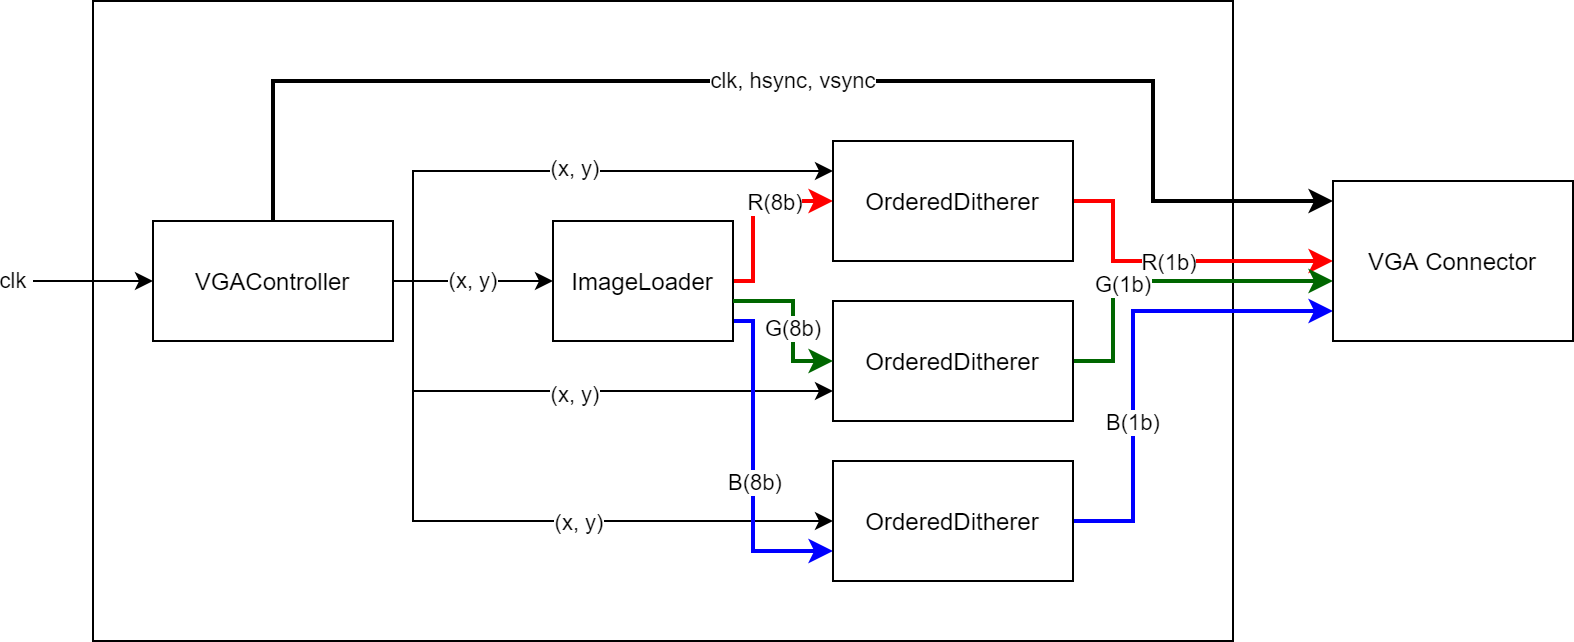 clk, hsync, vsync
(x, y)
R(8b)
OrderedDitherer
clk
VGAController
(x, y)
ImageLoader
R(1b)
VGA Connector
G(1b)
G(8b)
OrderedDitherer
(x, y)
B(1b)
B(8b)
(x, y)
OrderedDitherer